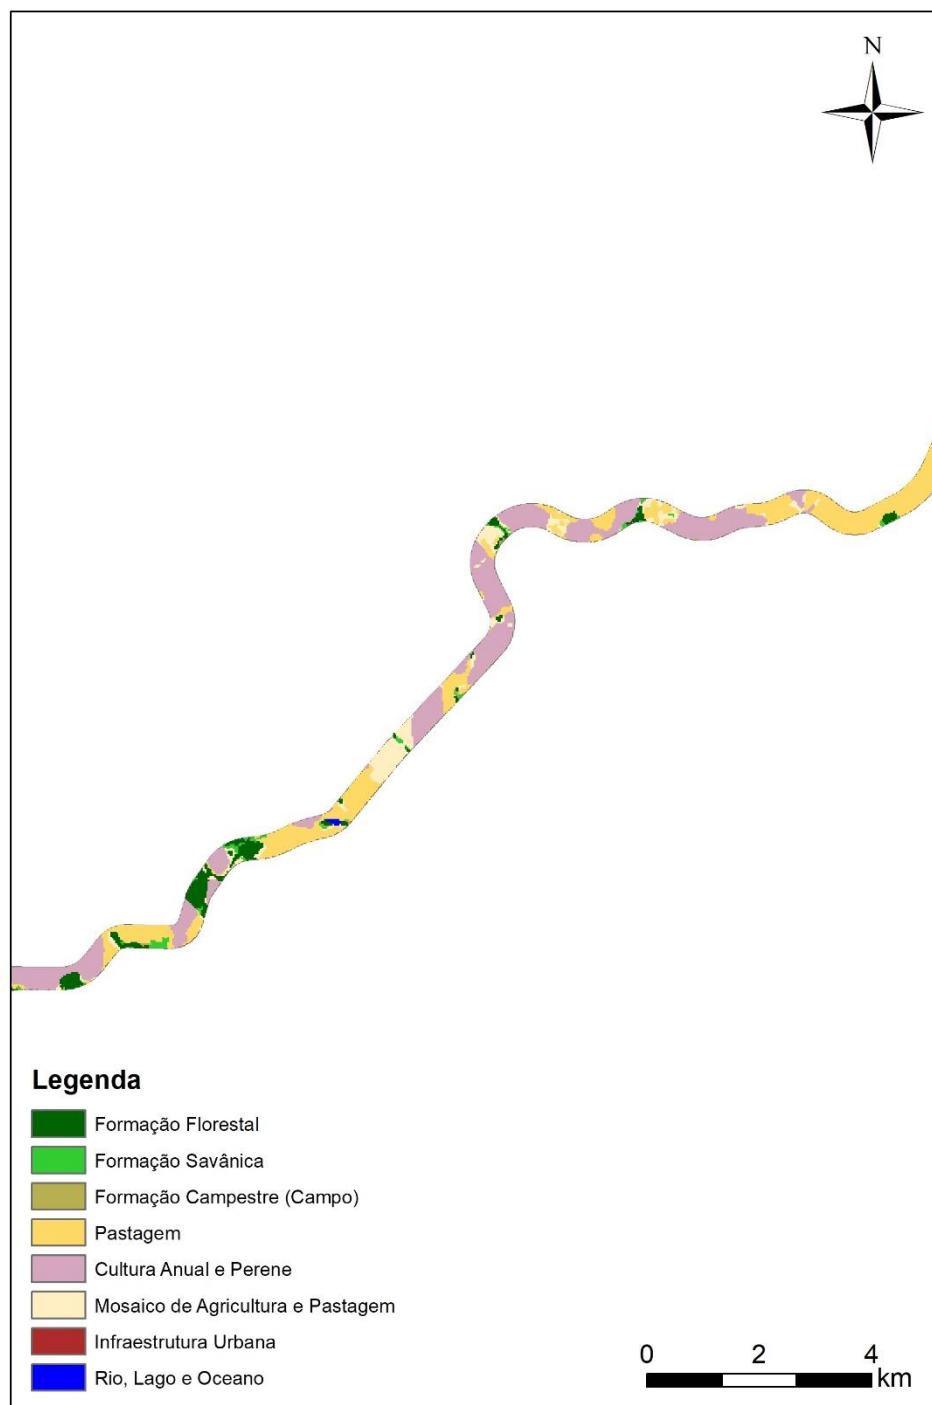 N
Legenda
Formação Florestal
Formação Savânica
Formação Campestre (Campo)
Pastagem
Cultura Anual e Perene
Mosaico de Agricultura e Pastagem
Infraestrutura Urbana
Rio, Lago e Oceano
0 2 4
km